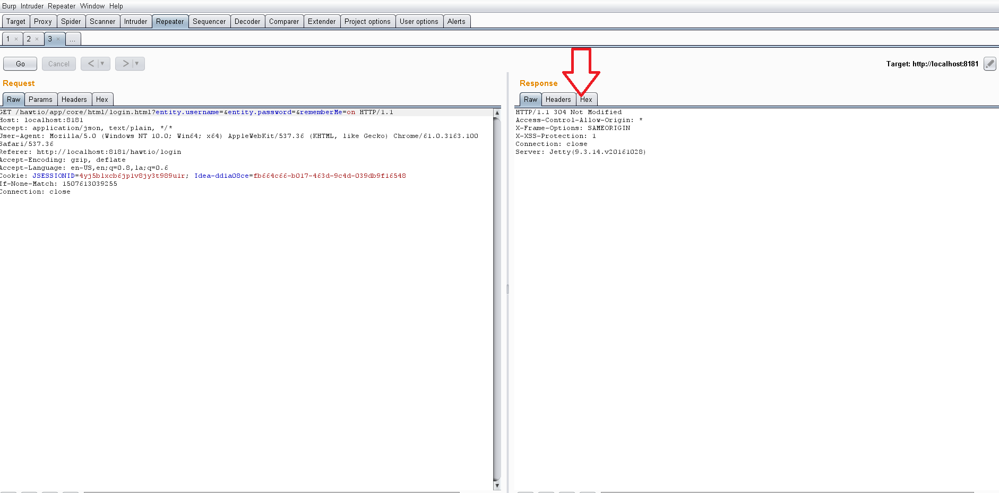 Burp Intruder Repeater Window Help
Target Proxy Spider Scanner Intruder Repeater Sequencer Decoder Comparer Extender Project options User options Alerts
1 × 2 × 3 × ...
Go Cancel < > Target: http://localhost:8181
Request
Raw Params Headers Hex
GET /hawtio/app/core/html/login.html?entity.username=&entity.password=&rememberMe=on HTTP/1.1
Host: localhost:8181
Accept: application/json, text/plain, */*
User-Agent: Mozilla/5.0 (Windows NT 10.0; Win64; x64) AppleWebKit/537.36 (KHTML, like Gecko) Chrome/61.0.3163.100
Safari/537.36
Referer: http://localhost:8181/hawtio/login
Accept-Encoding: gzip, deflate
Accept-Language: en-US,en;q=0.8,la;q=0.6
Cookie: JSESSIONID=4yj5blxcb6jp1v8jy3t989u1r; Idea-dd1a08ce=fb664c66-b017-463d-9c4d-039db9f16548
If-None-Match: 1507613039255
Connection: close
Response
Raw Headers Hex
HTTP/1.1 304 Not Modified
Access-Control-Allow-Origin: *
X-Frame-Options: SAMEORIGIN
X-XSS-Protection: 1
Connection: close
Server: Jetty(9.3.14.v20161028)